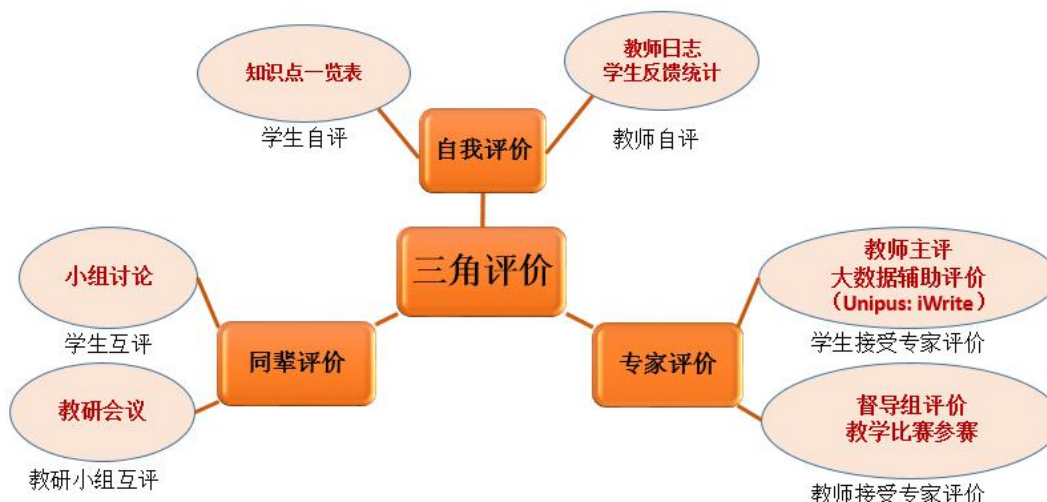 知识点一览表
学生自评
教师日志
学生反馈统计
教师自评
自我评价
三角评价
小组讨论
学生互评
同辈评价
教研会议
教研小组互评
专家评价
教师主评
大数据辅助评价
（Unipus: iWrite）
学生接受专家评价
督导组评价
教学比赛参赛
教师接受专家评价